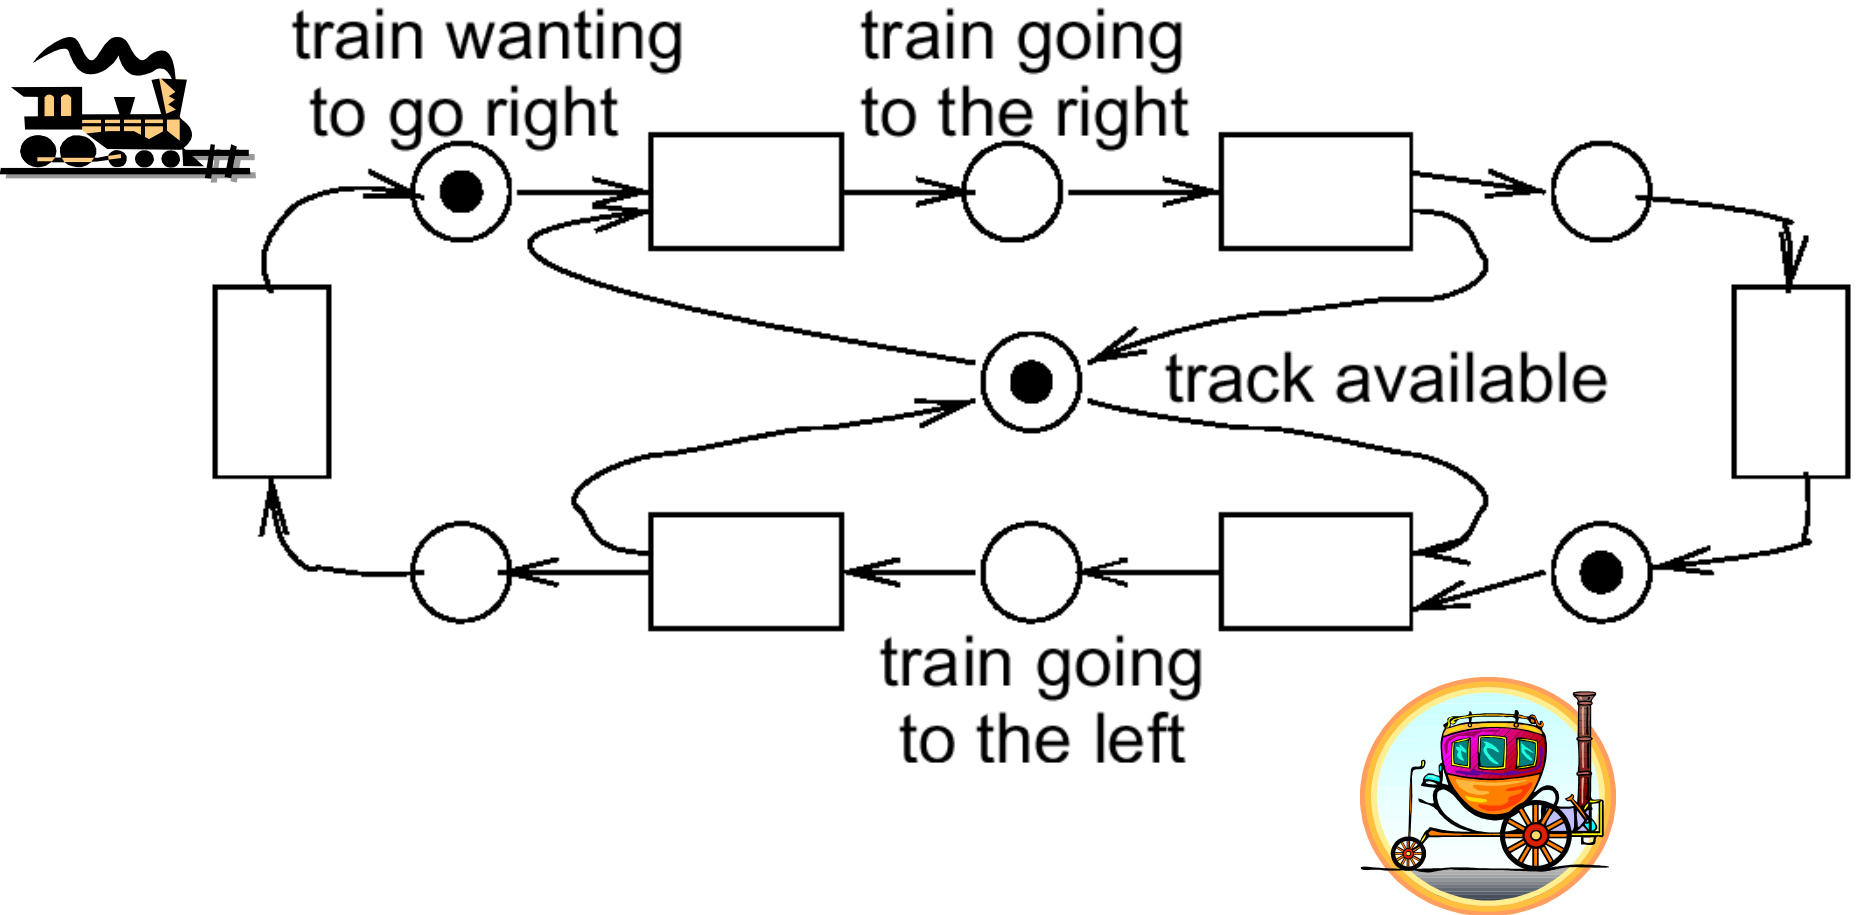 train wanting
to go right
train going
to the right
track available
train going
to the left